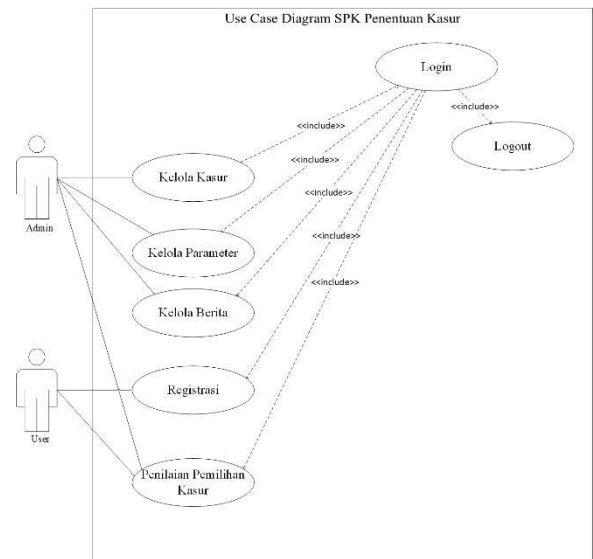 Use Case Diagram SPK Penentuan Kasur
Login
<<include>>
Logout
<<include>>
Kelola Kasur
<<include>>
Admin
<<include>>
Kelola Parameter
<<include>>
<<include>>
Kelola Berita
Registrasi
User
Penilaian Pemilihan
Kasur